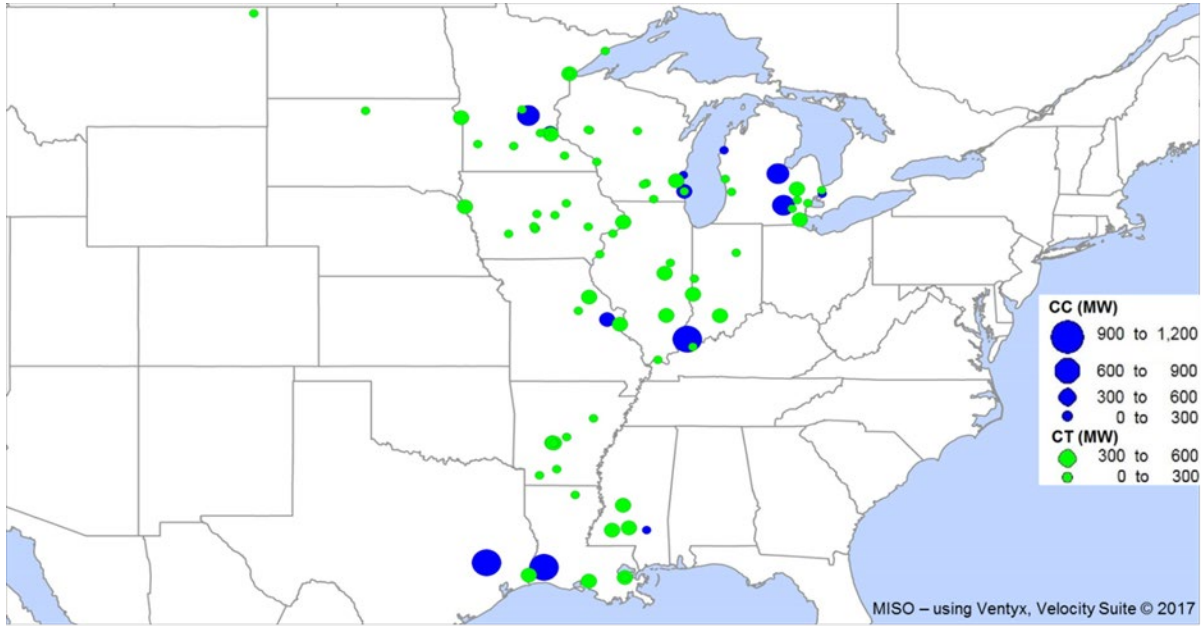 CC (MW)
900 to 1,200
600 to 900
300 to 600
0 to 300
CT (MW)
300 to 600
0 to 300
MISO – using Ventyx, Velocity Suite © 2017